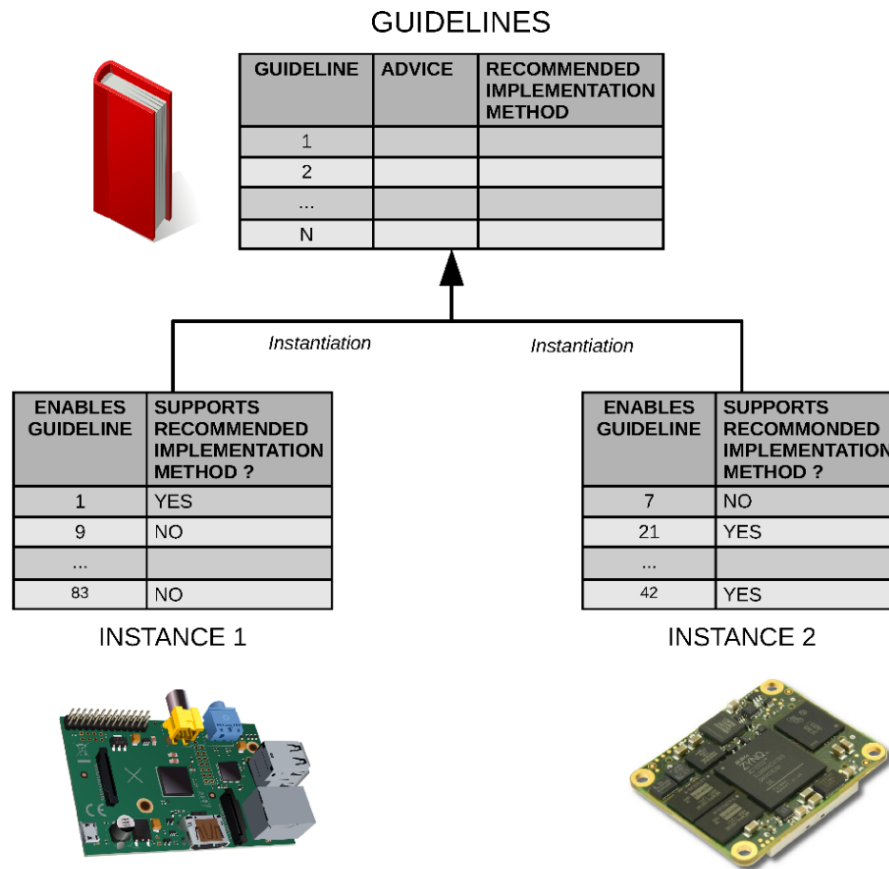 GUIDELINES
GUIDELINE ADVICE RECOMMENDED
IMPLEMENTATION
METHOD
1
2
...
N
Instantiation
Instantiation
ENABLES SUPPORTS
GUIDELINE RECOMMENDED
IMPLEMENTATION
METHOD ?
1 YES
9 NO
...
83 NO
INSTANCE 1
ENABLES SUPPORTS
GUIDELINE RECOMMONDED
IMPLEMENTATION
METHOD ?
7 NO
21 YES
...
42 YES
INSTANCE 2
CE
ZYNQ